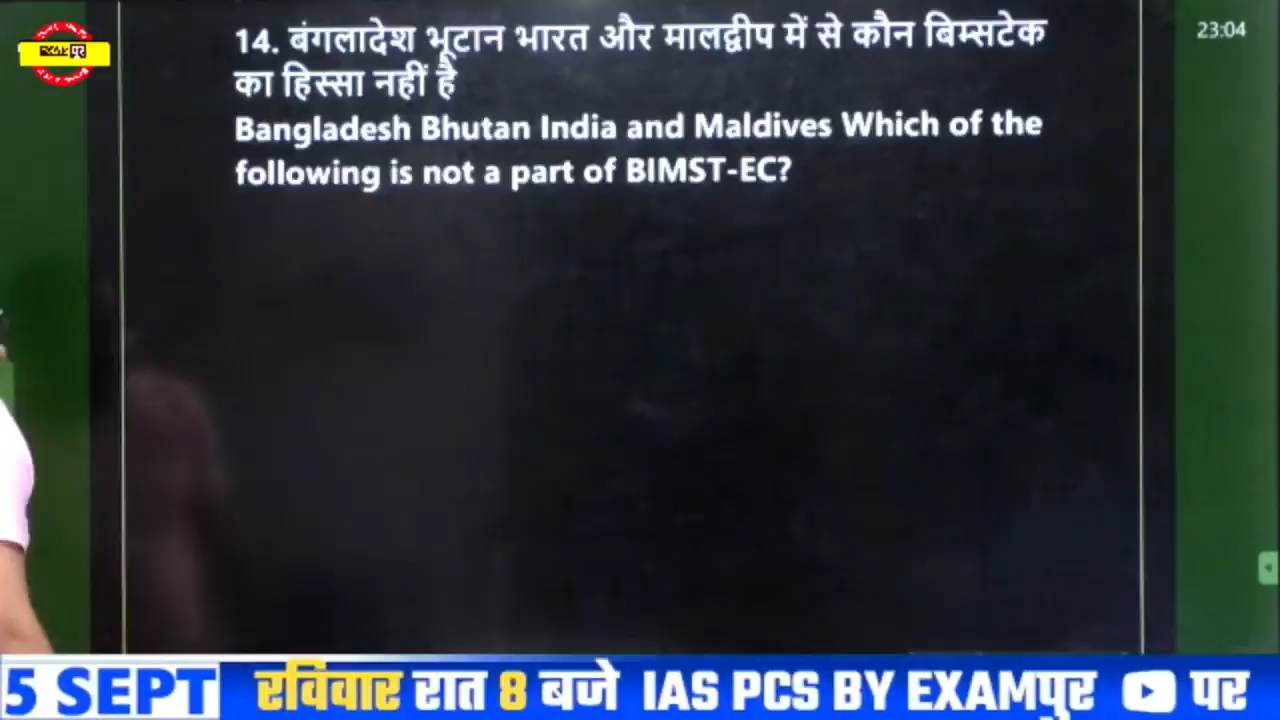 EXAM पुर
23:04
14. बंगलादेश भूटान भारत और मालद्वीप में से कौन बिम्सटेक
का हिस्सा नहीं है
Bangladesh Bhutan India and Maldives Which of the
following is not a part of BIMST-EC?
5 SEPT रविवार रात 8 बजे IAS PCS BY EXAMपुर पर